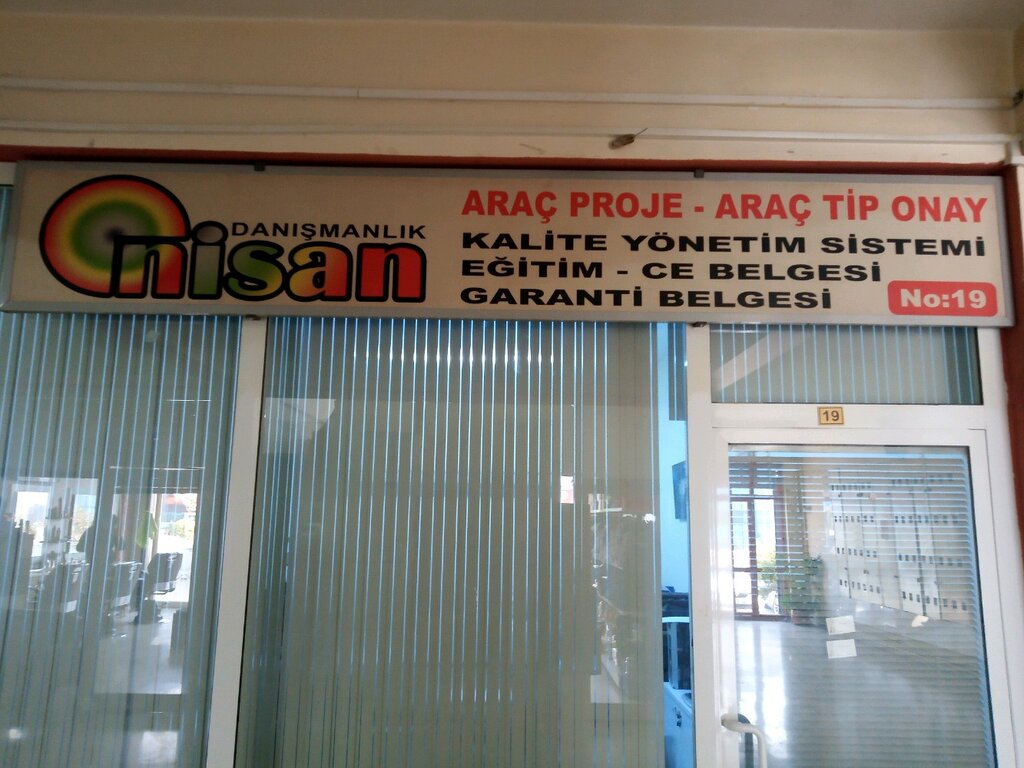 DANIŞMANLIK
nisan
ARAÇ PROJE - ARAÇ TİP ONAY
KALİTE YÖNETİM SİSTEMİ
EĞİTİM - CE BELGESİ
GARANTİ BELGESİ
No:19
19